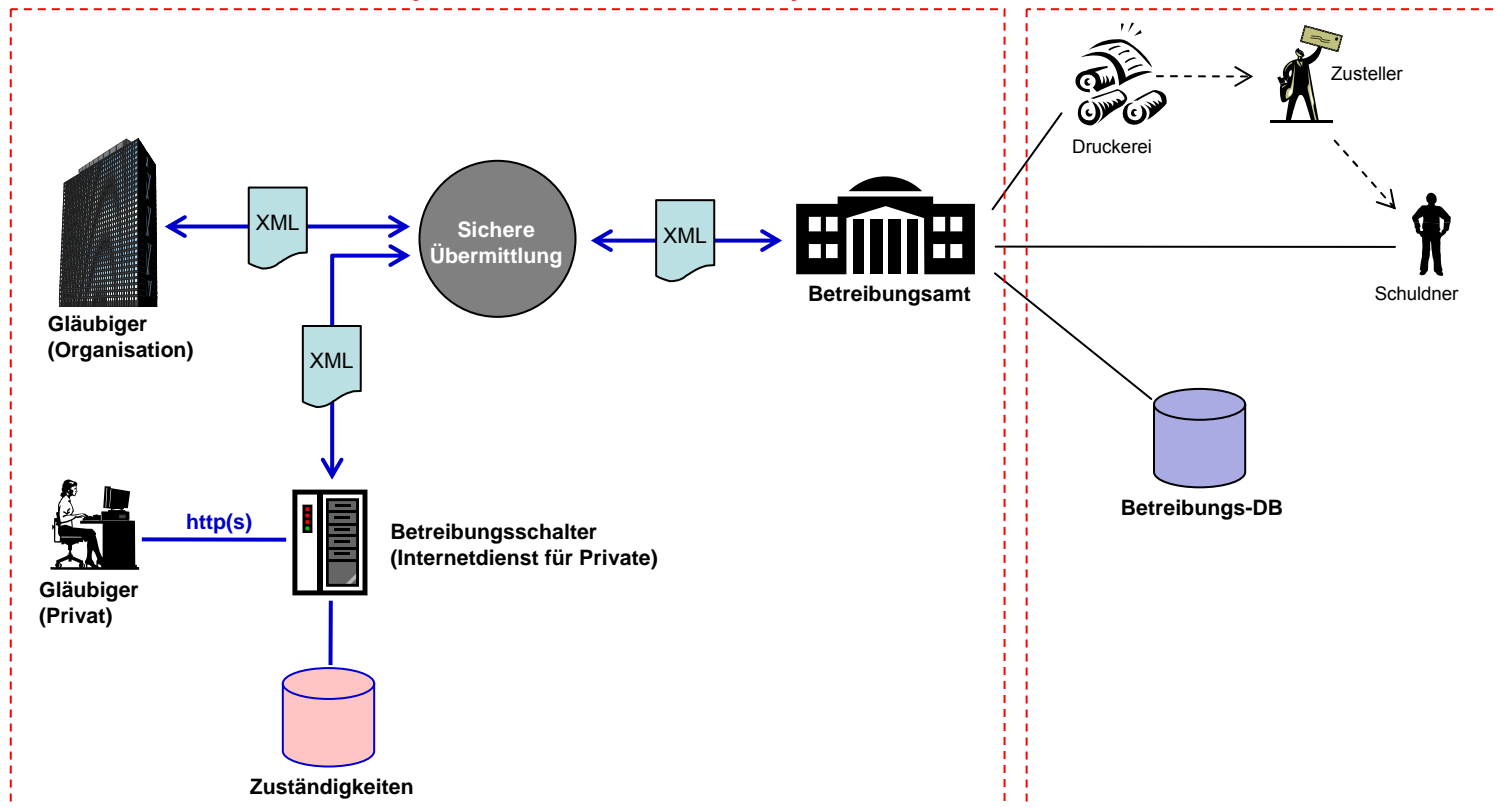 Zusteller
Druckerei
XML
Sichere
Übermittlung
XML
Betreibungsamt
Schuldner
Gläubiger
(Organisation)
XML
Betreibungs-DB
http(s)
Betreibungsschalter
(Internetdienst für Private)
Gläubiger
(Privat)
Zuständigkeiten